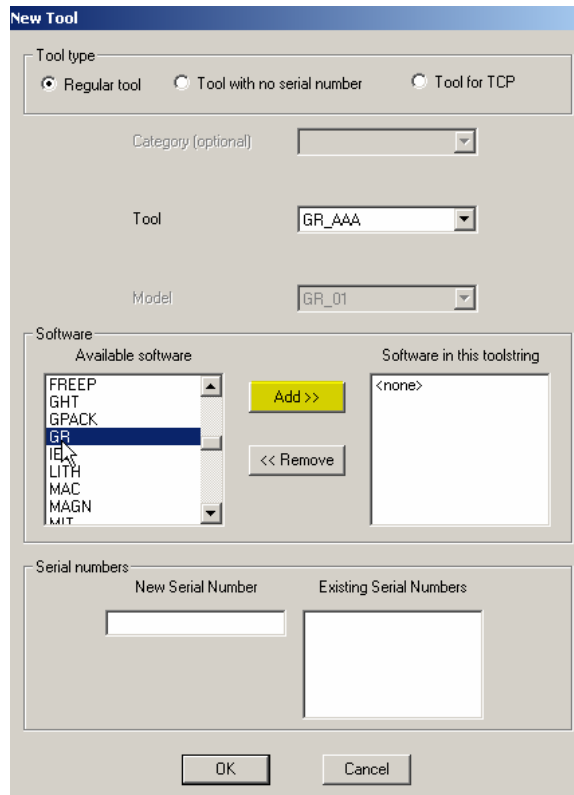 New Tool
Tool type
Regular tool Tool with no serial number Tool for TCP
Category (optional)
Tool GR_AAA
Model GR_01
Software
Available software Software in this toolstring
FREEP
GHT
GPACK
GR
LITH
MAC
MAGN
MIT
Add >>
<< Remove
<none>
Serial numbers
New Serial Number Existing Serial Numbers
OK Cancel